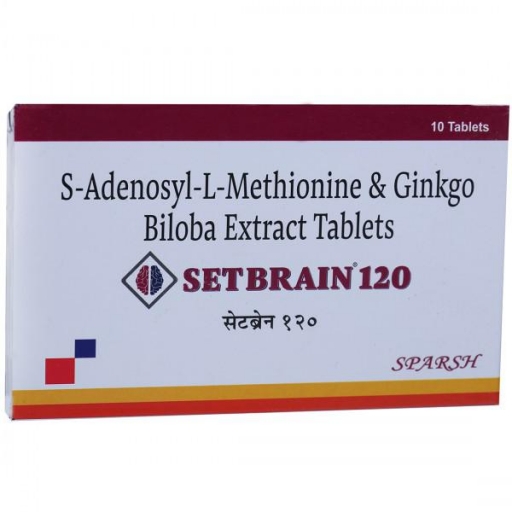 10 Tablets
S-Adenosyl-L-Methionine & Ginkgo
Biloba Extract Tablets
SETBRAIN® 120
सेटब्रेन १२०
SPARSH